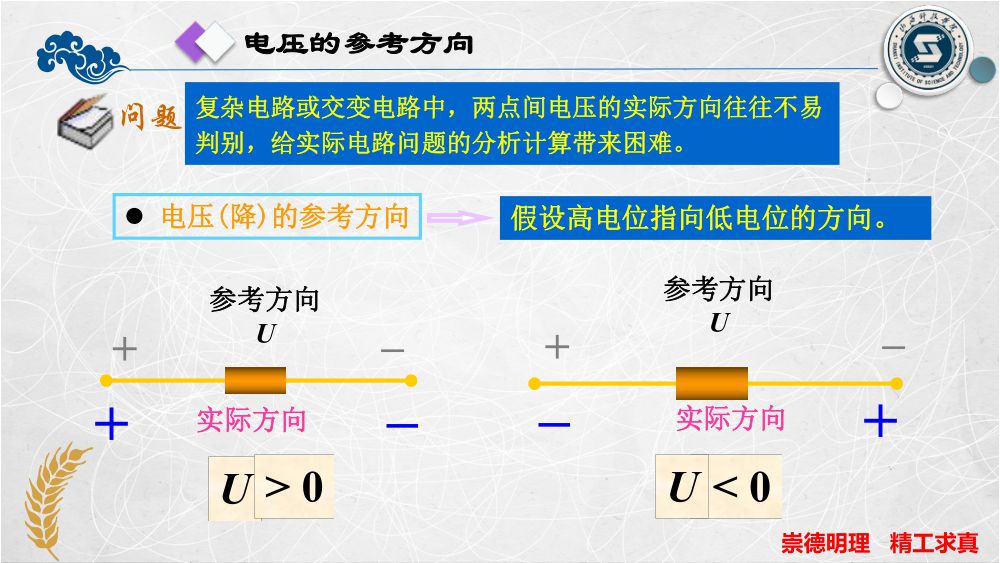 电压的参考方向
问题
复杂电路或交变电路中，两点间电压的实际方向往往不易
判别，给实际电路问题的分析计算带来困难。
● 电压(降)的参考方向
假设高电位指向低电位的方向。
参考方向
U
+ −
实际方向
+ −
U > 0
参考方向
U
+ −
实际方向
− +
U < 0
崇德明理 精工求真